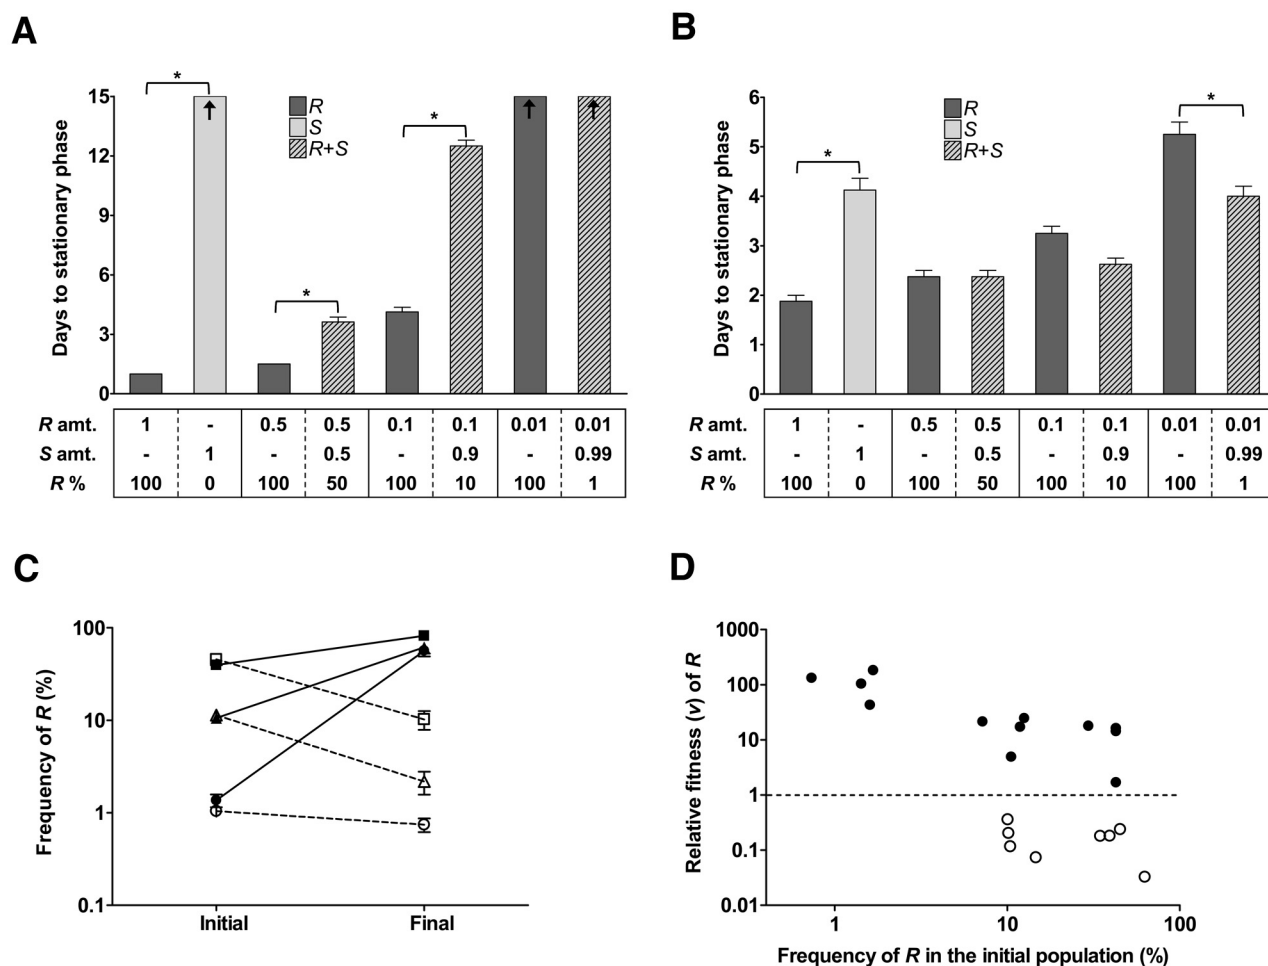 A
Days to stationary phase
15
12
9
6
3
0
*
*
*
R
S
R+S
R amt. 1 - 0.5 0.5 0.1 0.1 0.01 0.01
S amt. - 1 - 0.5 - 0.9 - 0.99
R % 100 0 100 50 100 10 100 1
B
Days to stationary phase
6
5
4
3
2
1
0
*
*
R
S
R+S
R amt. 1 - 0.5 0.5 0.1 0.1 0.01 0.01
S amt. - 1 - 0.5 - 0.9 - 0.99
R % 100 0 100 50 100 10 100 1
C
Frequency of R (%)
100
10
1
0.1
Initial Final
D
Relative fitness (v) of R
1000
100
10
1
0.1
0.01
1 10 100
Frequency of R in the initial population (%)